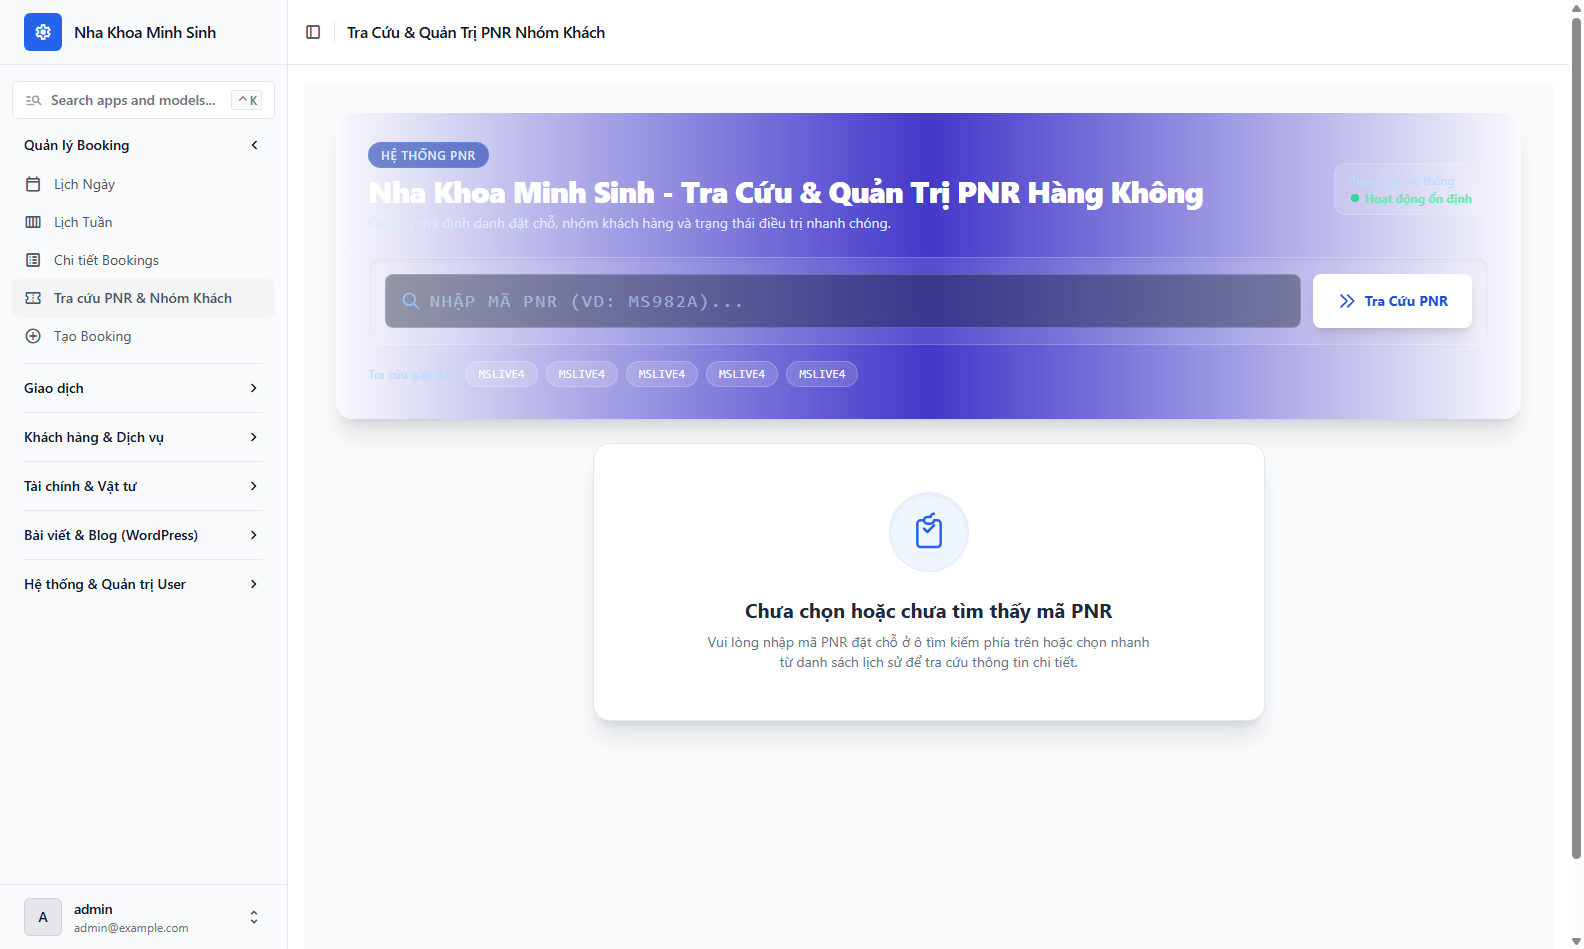 Nha Khoa Minh Sinh
Tra Cứu & Quản Trị PNR Nhóm Khách
Search apps and models...
^ K
Quản lý Booking
Lịch Ngày
Lịch Tuần
Chi tiết Bookings
Tra cứu PNR & Nhóm Khách
Tạo Booking
Giao dịch
Khách hàng & Dịch vụ
Tài chính & Vật tư
Bài viết & Blog (WordPress)
Hệ thống & Quản trị User
A
admin
admin@example.com
HỆ THỐNG PNR
Nha Khoa Minh Sinh - Tra Cứu & Quản Trị PNR Hàng Không
mã định danh đặt chỗ, nhóm khách hàng và trạng thái điều trị nhanh chóng.
hệ thống
Hoạt động ổn định
NHẬP MÃ PNR (VD: MS982A)...
Tra Cứu PNR
Tra cứu gần
MSLIVE4
MSLIVE4
MSLIVE4
MSLIVE4
MSLIVE4
Chưa chọn hoặc chưa tìm thấy mã PNR
Vui lòng nhập mã PNR đặt chỗ ở ô tìm kiếm phía trên hoặc chọn nhanh
từ danh sách lịch sử để tra cứu thông tin chi tiết.